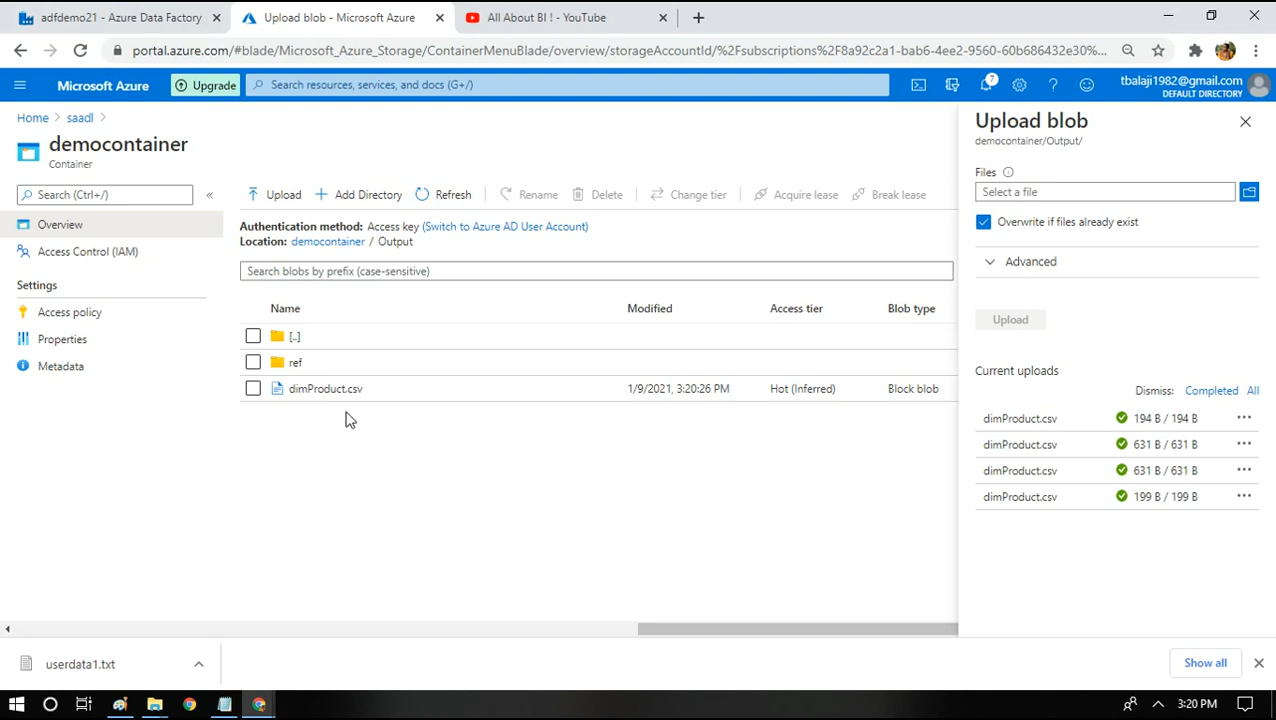 adfdemo21 - Azure Data Factory
Upload blob - Microsoft Azure
All About BI ! - YouTube
portal.azure.com/#blade/Microsoft_Azure_Storage/ContainerMenuBlade/overview/storageAccountId/%2Fsubscriptions%2F8a92c2a1-bab6-4ee2-9560-60b686432e30%...
Microsoft Azure
Upgrade
Search resources, services, and docs (G+/)
7
tbalaji1982@gmail.com
DEFAULT DIRECTORY
Home > saadl >
democontainer
Container
Search (Ctrl+/)
«
Overview
Access Control (IAM)
Settings
Access policy
Properties
Metadata
Upload
Add Directory
Refresh
Rename
Delete
Change tier
Acquire lease
Break lease
Authentication method: Access key (Switch to Azure AD User Account)
Location: democontainer / Output
Search blobs by prefix (case-sensitive)
Name Modified Access tier Blob type
[..]
ref
dimProduct.csv 1/9/2021, 3:20:26 PM Hot (Inferred) Block blob
Upload blob
democontainer/Output/
Files
Select a file
Overwrite if files already exist
Advanced
Upload
Current uploads
Dismiss: Completed All
dimProduct.csv 194 B / 194 B
dimProduct.csv 631 B / 631 B
dimProduct.csv 631 B / 631 B
dimProduct.csv 199 B / 199 B
userdata1.txt
Show all
3:20 PM